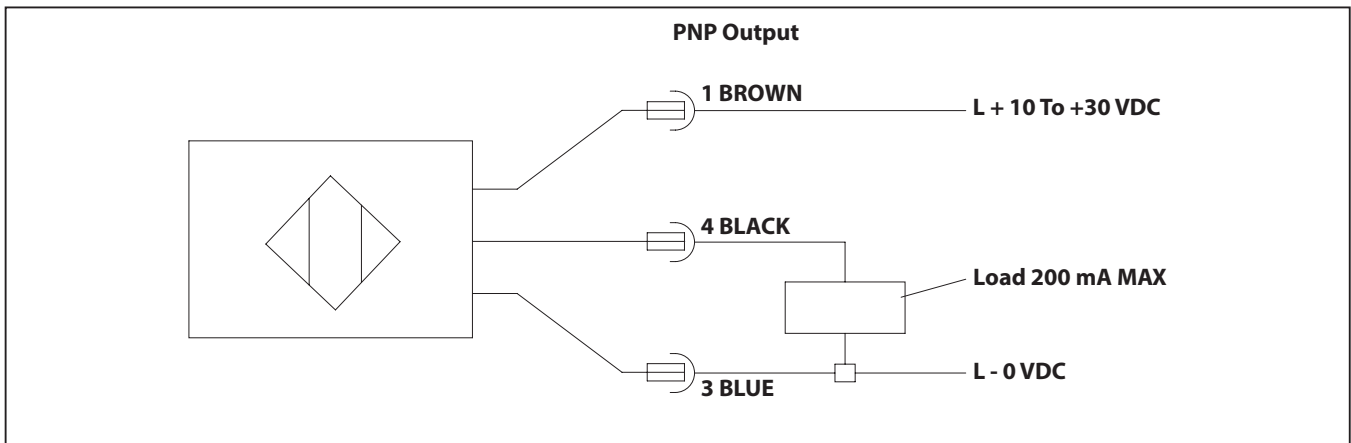 PNP Output
1 BROWN
L + 10 To +30 VDC
4 BLACK
Load 200 mA MAX
L - 0 VDC
3 BLUE